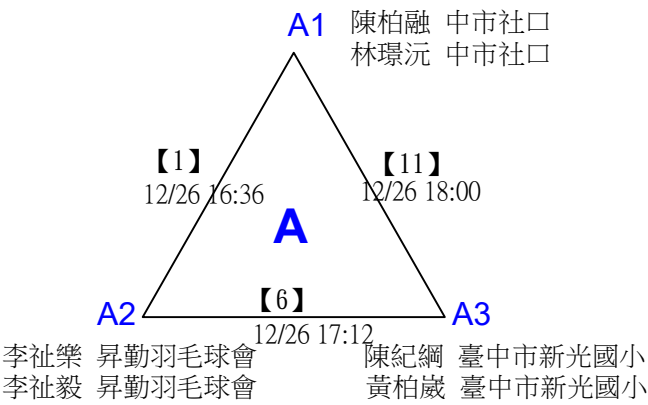 A1
陳柏融 中市社口
林璟沅 中市社口
【1】
12/26 16:36
【11】
12/26 18:00
A
A2
【6】
12/26 17:12
A3
李祉樂 昇勤羽毛球會
李祉毅 昇勤羽毛球會
陳紀綱 臺中市新光國小
黃柏崴 臺中市新光國小